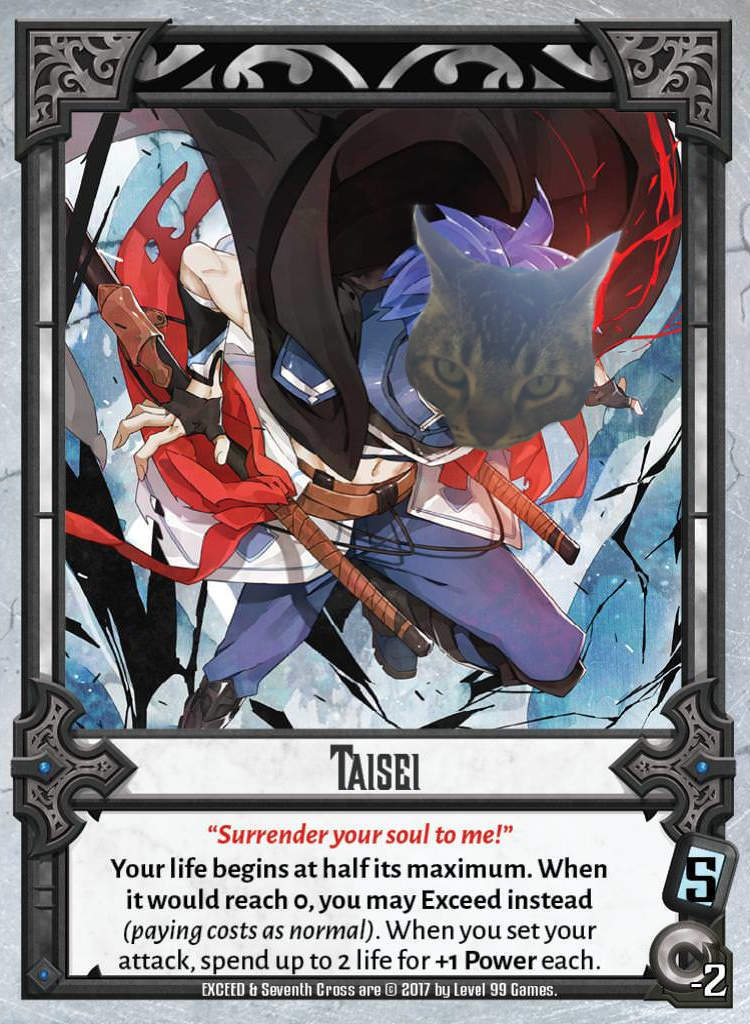 TAISEI
“Surrender your soul to me!”
Your life begins at half its maximum. When
it would reach 0, you may Exceed instead
(paying costs as normal). When you set your
attack, spend up to 2 life for +1 Power each.
5
-2
EXCEED & Seventh Cross are © 2017 by Level 99 Games.